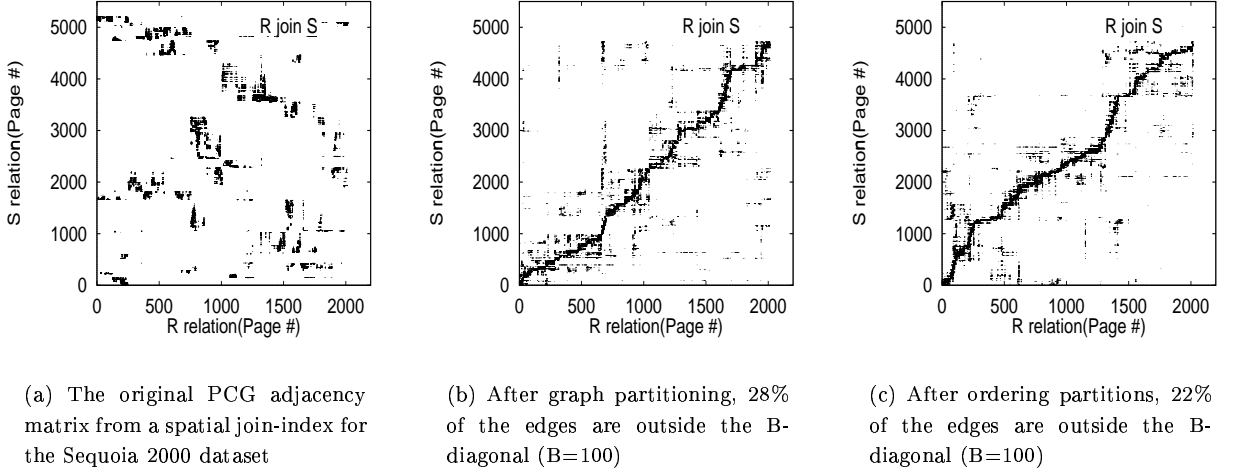 R join S
5000
4000
3000
2000
1000
0
0 500 1000 1500 2000
R relation(Page #)
S relation(Page #)
R join S
5000
4000
3000
2000
1000
0
0 500 1000 1500 2000
R relation(Page #)
S relation(Page #)
R join S
5000
4000
3000
2000
1000
0
0 500 1000 1500 2000
R relation(Page #)
S relation(Page #)
(a) The original PCG adjacency
matrix from a spatial join-index for
the Sequoia 2000 dataset
(b) After graph partitioning, 28%
of the edges are outside the B-
diagonal (B=100)
(c) After ordering partitions, 22%
of the edges are outside the B-
diagonal (B=100)